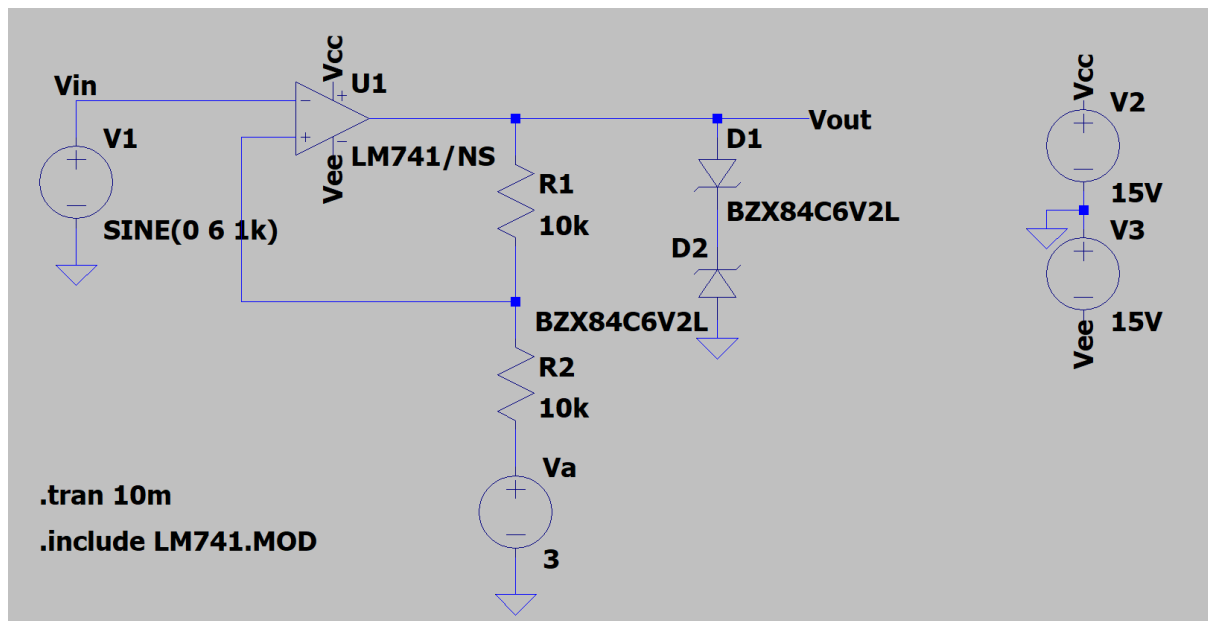 Vin
V1
SINE(0 6 1k)
Vcc
U1
Vee
LM741/NS
R1
10k
Vout
D1
BZX84C6V2L
D2
BZX84C6V2L
R2
10k
Va
3
Vcc
V2
15V
V3
15V
Vee
.tran 10m
.include LM741.MOD